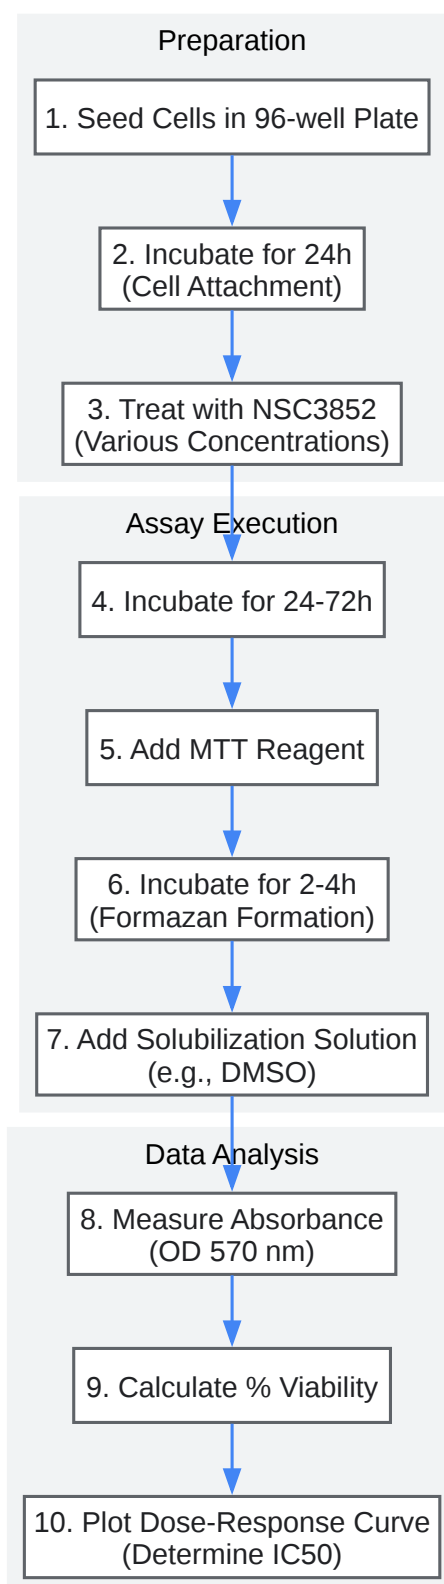 Preparation
1. Seed Cells in 96-well Plate
2. Incubate for 24h
(Cell Attachment)
3. Treat with NSC3852
(Various Concentrations)
Assay Execution
4. Incubate for 24-72h
5. Add MTT Reagent
6. Incubate for 2-4h
(Formazan Formation)
7. Add Solubilization Solution
(e.g., DMSO)
Data Analysis
8. Measure Absorbance
(OD 570 nm)
9. Calculate % Viability
10. Plot Dose-Response Curve
(Determine IC50)